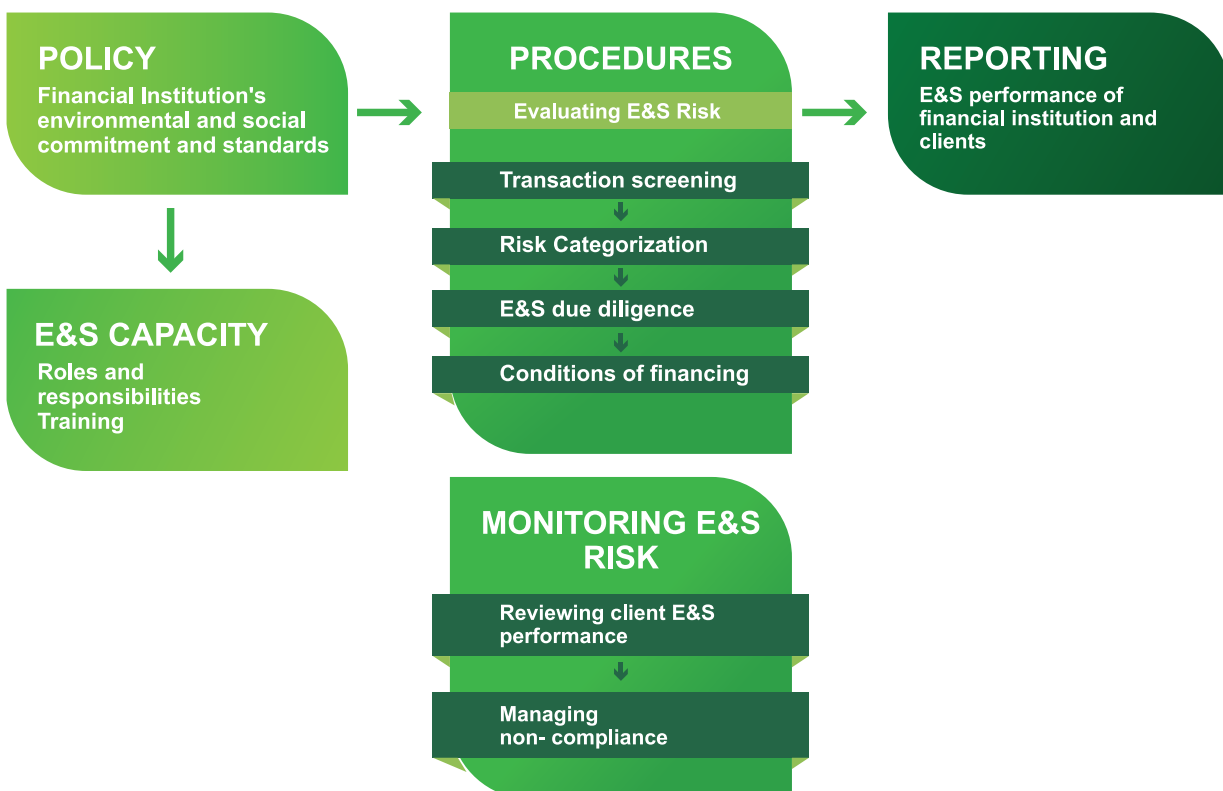 POLICY
Financial Institution's
environmental and social
commitment and standards
E&S CAPACITY
Roles and
responsibilities
Training
PROCEDURES
Evaluating E&S Risk
Transaction screening
Risk Categorization
E&S due diligence
Conditions of financing
MONITORING E&S
RISK
Reviewing client E&S
performance
Managing
non- compliance
REPORTING
E&S performance of
financial institution and
clients